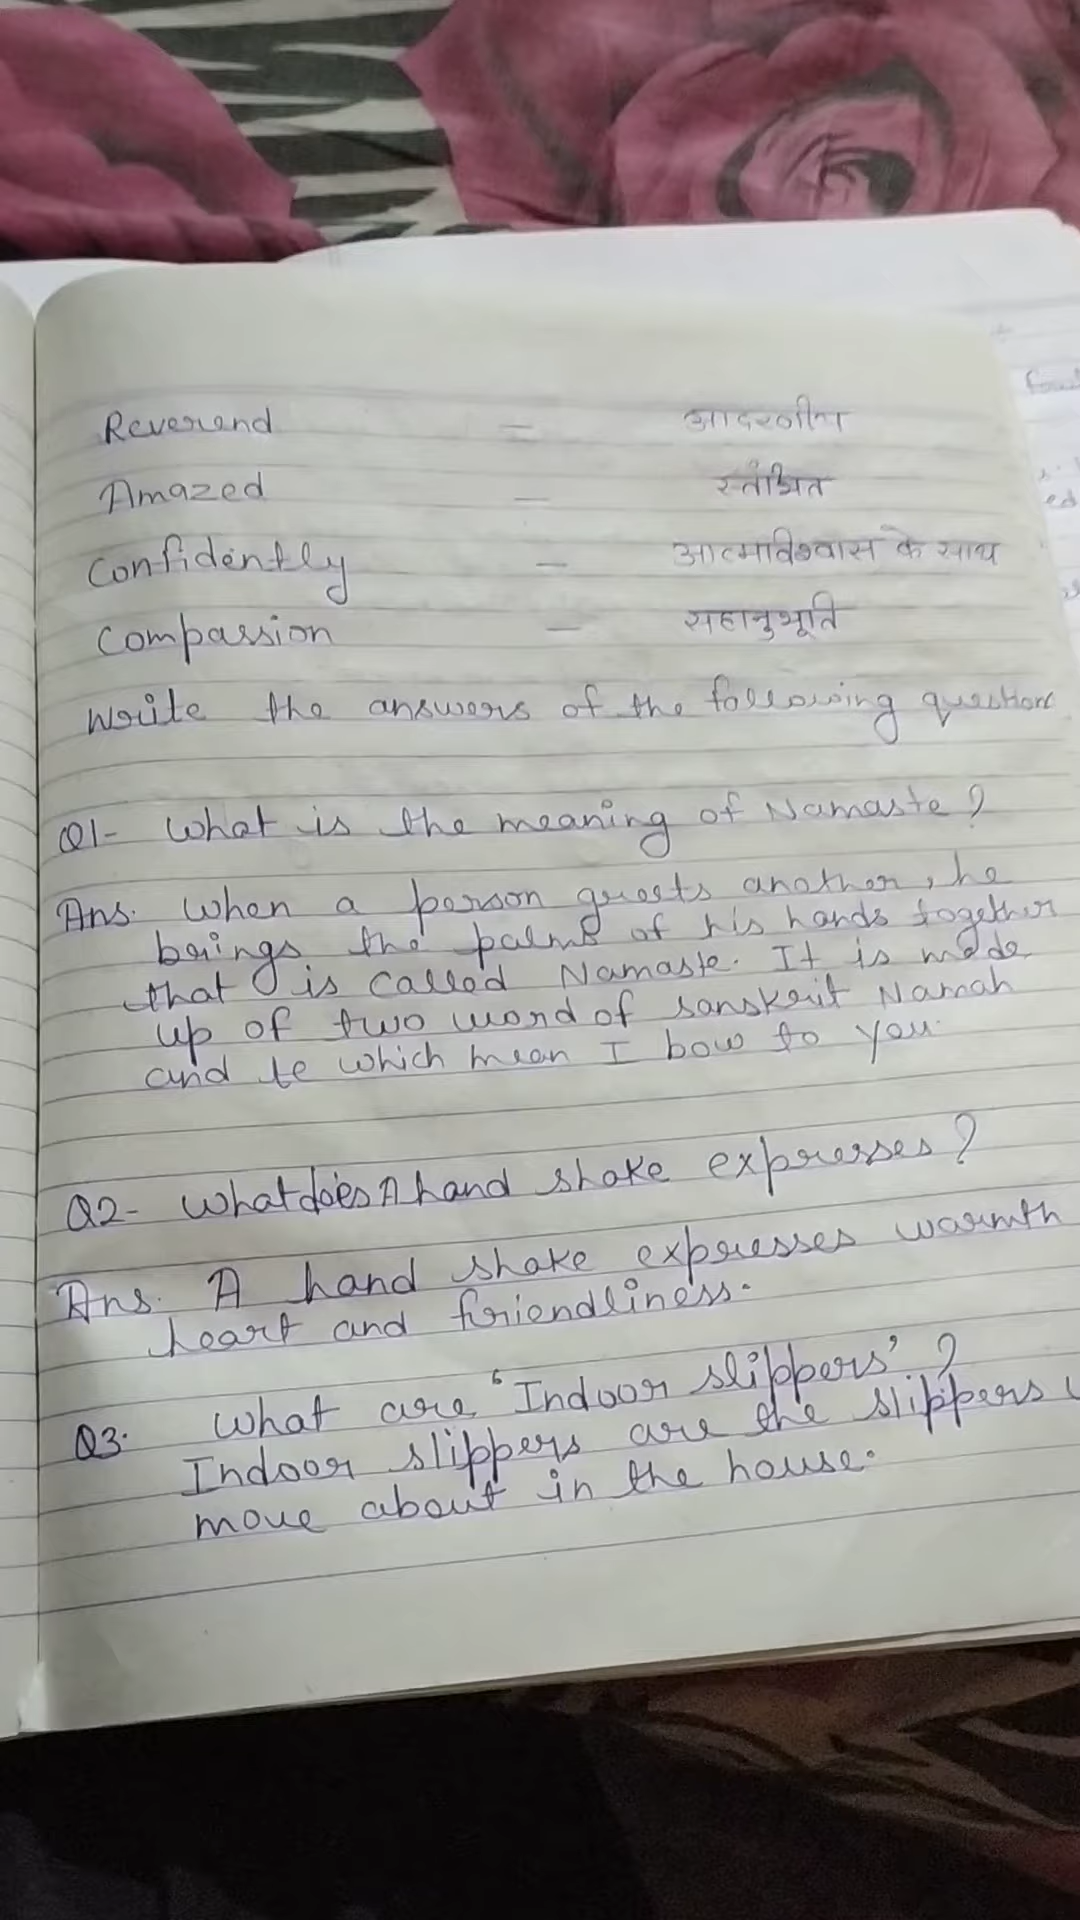 Reverend - आदरणीय
Amazed - स्तंभित
Confidently - आत्मविश्वास के साथ
Compassion - सहानुभूति
Write the answers of the following question
Q1- What is the meaning of Namaste?
Ans. When a person greets another, he
brings the palms of his hands together
that is called Namaste. It is made
up of two word of sanskrit Namah
and te which mean I bow to you.
Q2- What does A hand shake expresses?
Ans. A hand shake expresses warmth
heart and friendliness.
Q3. What are 'Indoor slippers'?
Indoor slippers are the slippers
move about in the house.